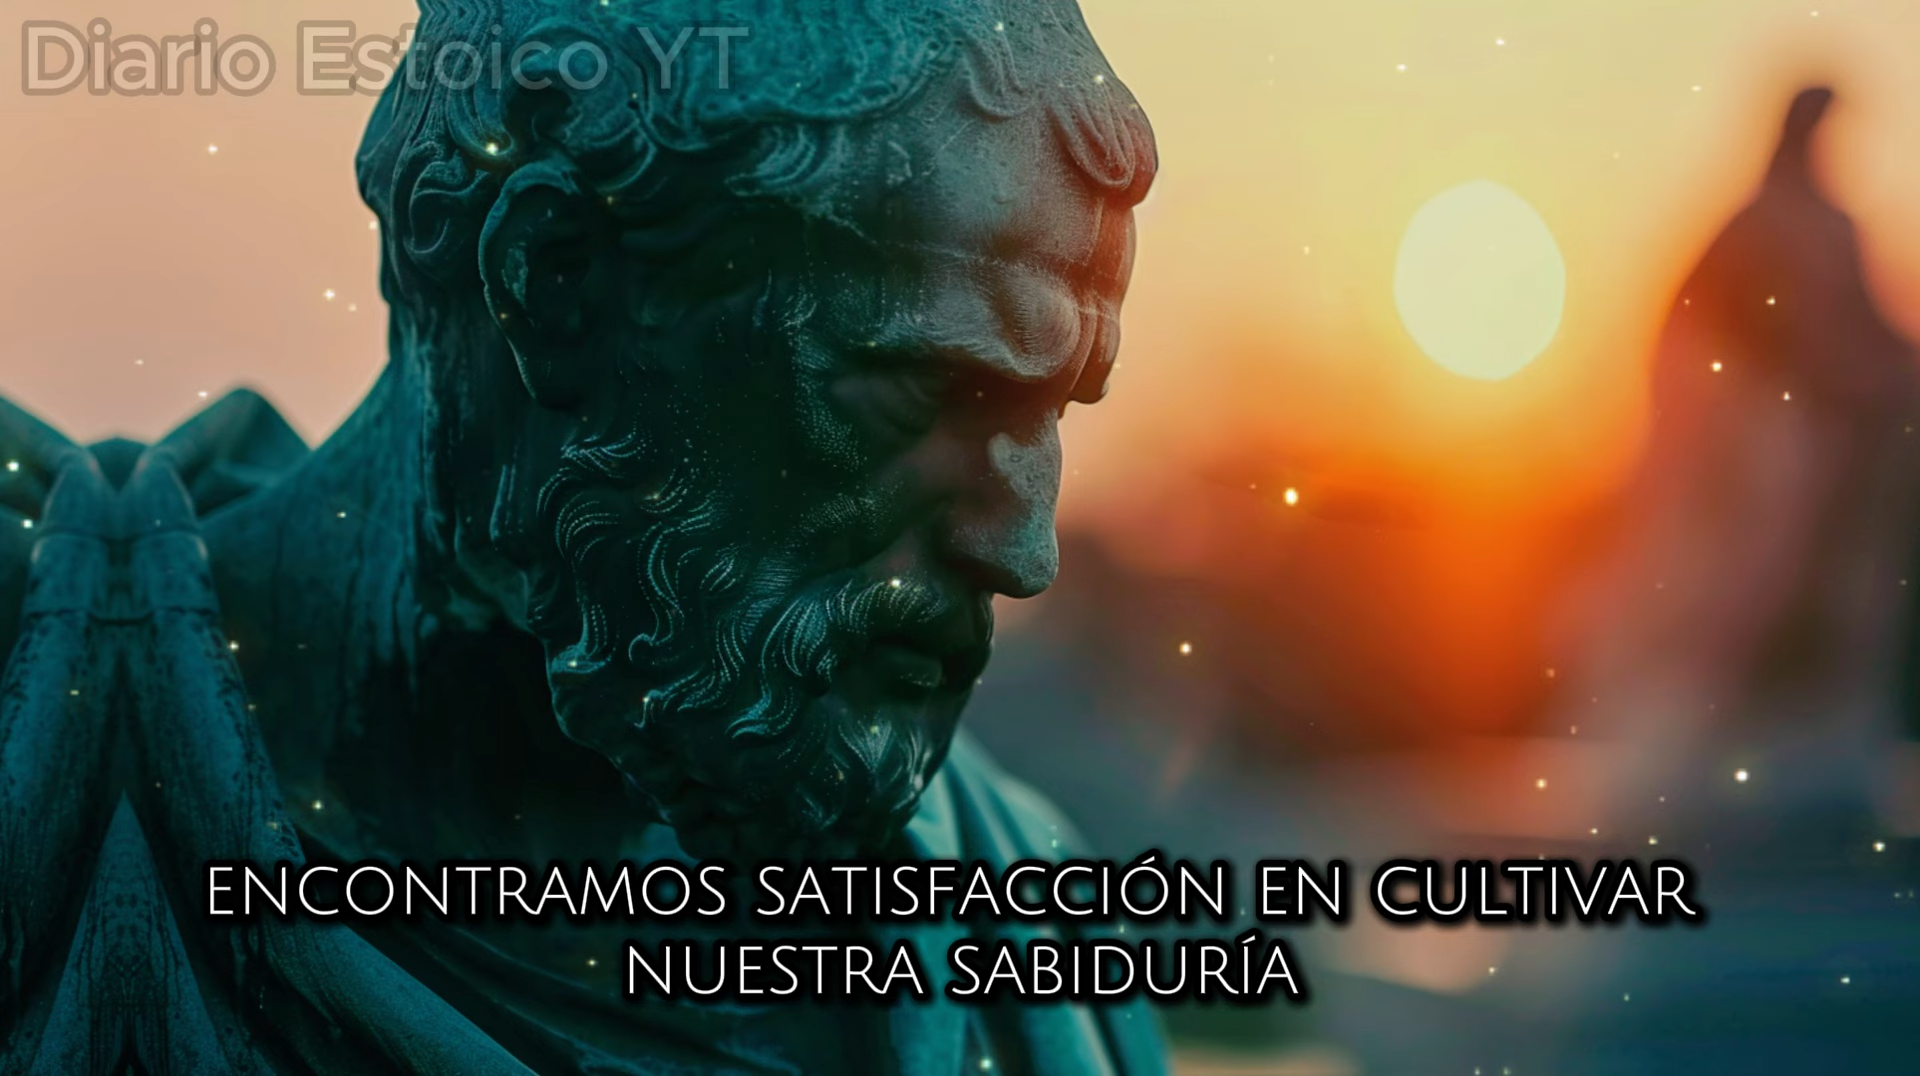 Diario Estoico YT
ENCONTRAMOS SATISFACCIÓN EN CULTIVAR
NUESTRA SABIDURÍA